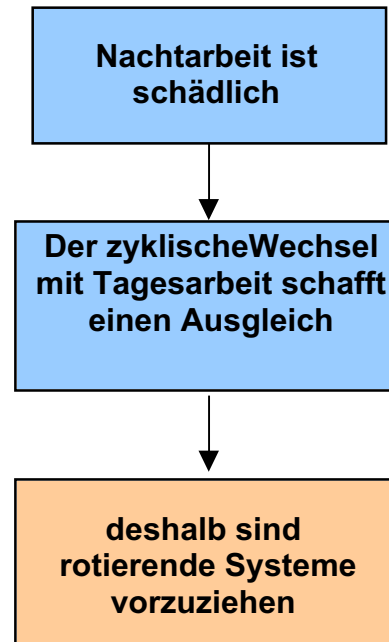 Nachtarbeit ist
schädlich
Der zyklischeWechsel
mit Tagesarbeit schafft
einen Ausgleich
deshalb sind
rotierende Systeme
vorzuziehen